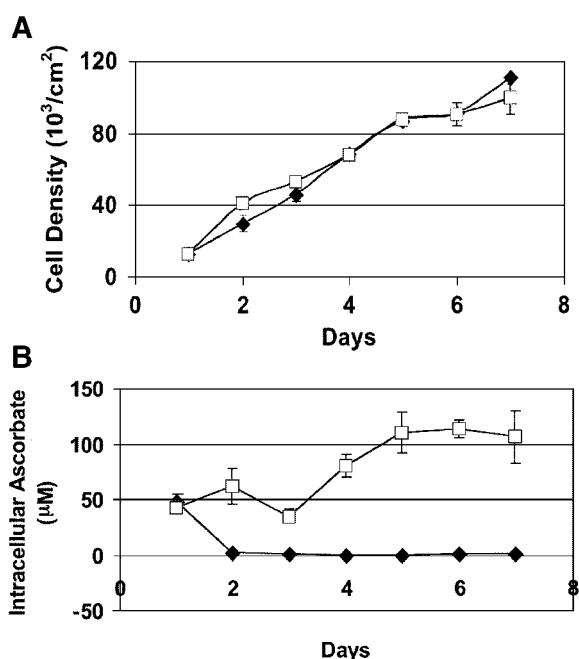 A
Cell Density (10³/cm²)
120
80
40
0
0 2 4 6 8
Days
B
Intracellular Ascorbate
(μM)
150
100
50
0
-50
0 2 4 6 8
Days